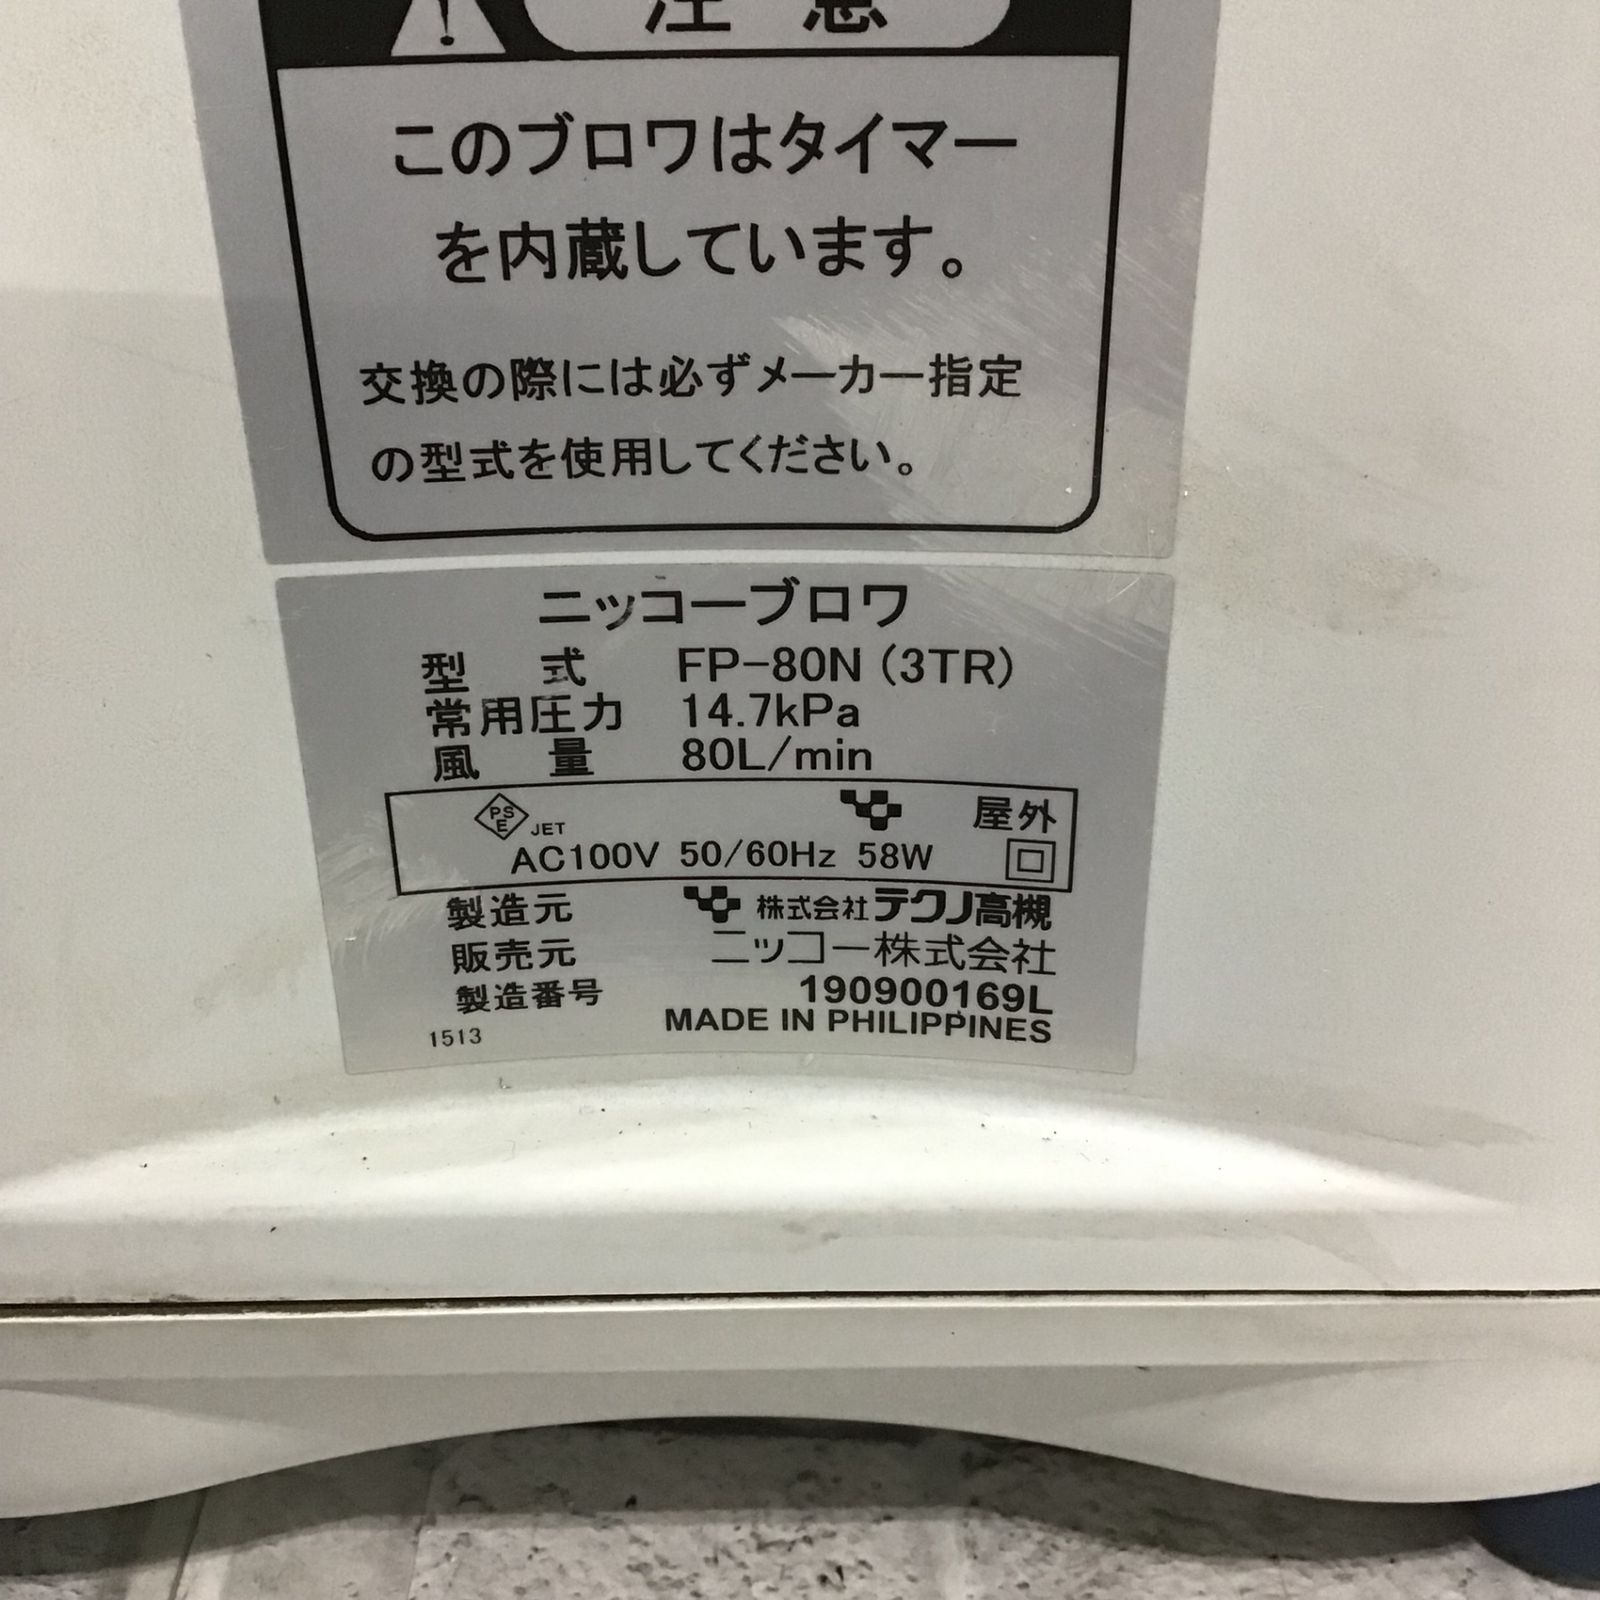 注意
このブロワはタイマー
を内蔵しています。
交換の際には必ずメーカー指定
の型式を使用してください。
ニッコーブロワ
型式 FP-80N (3TR)
常用圧力 14.7kPa
風量 80L/min
PSE JET 屋外
AC100V 50/60Hz 58W
製造元 株式会社テクノ高槻
販売元 ニッコー株式会社
製造番号 190900169L
1513 MADE IN PHILIPPINES